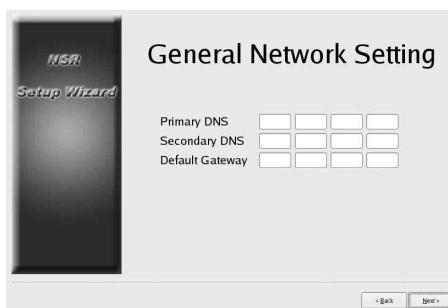 NSR
Setup Wizard
General Network Setting
Primary DNS
Secondary DNS
Default Gateway
< Back
Next >